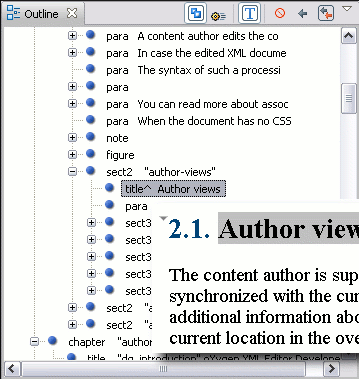 Outline
para A content author edits the co
para In case the edited XML docume
para The syntax of such a processi
para
para You can read more about assoc
para When the document has no CSS
note
figure
sect2 "author-views"
title^ Author views
para
sect3
sect3
sect3
sect3
sect3
sect2 "a
sect2 "a
chapter "author
title "dg_introduction" oXygen XML Editor Develope
2.1. Author view
The content author is sup
synchronized with the cur
additional information abo
current location in the ove